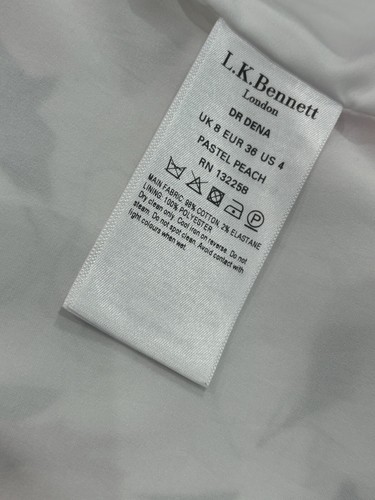 L.K.Bennett
London
DR DENA
UK 8 EUR 36 US 4
PASTEL PEACH
RN 132258
MAIN FABRIC: 98% COTTON 2% ELASTANE
LINING: 100% POLYESTER
Dry clean only. Cool iron on reverse. Do not
steam. Do not spot clean. Avoid contact with
light colours when wet.